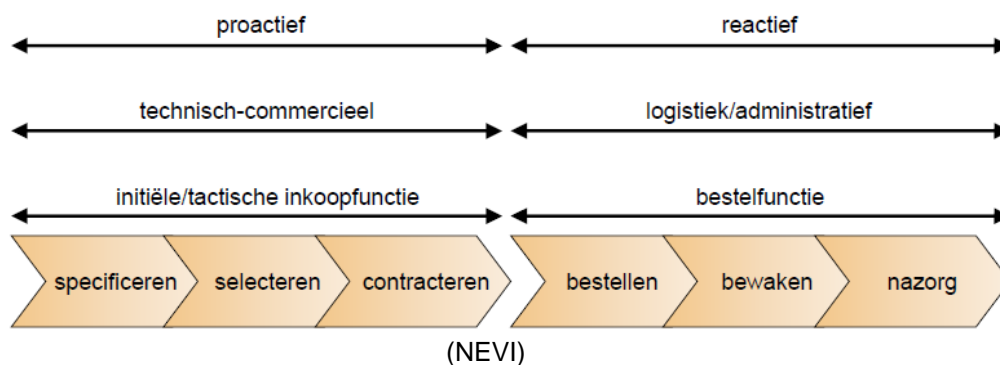 proactief reactief
technisch-commercieel logistiek/administratief
initiële/tactische inkoopfunctie bestelfunctie
specificeren selecteren contracteren bestellen bewaken nazorg
(NEVI)